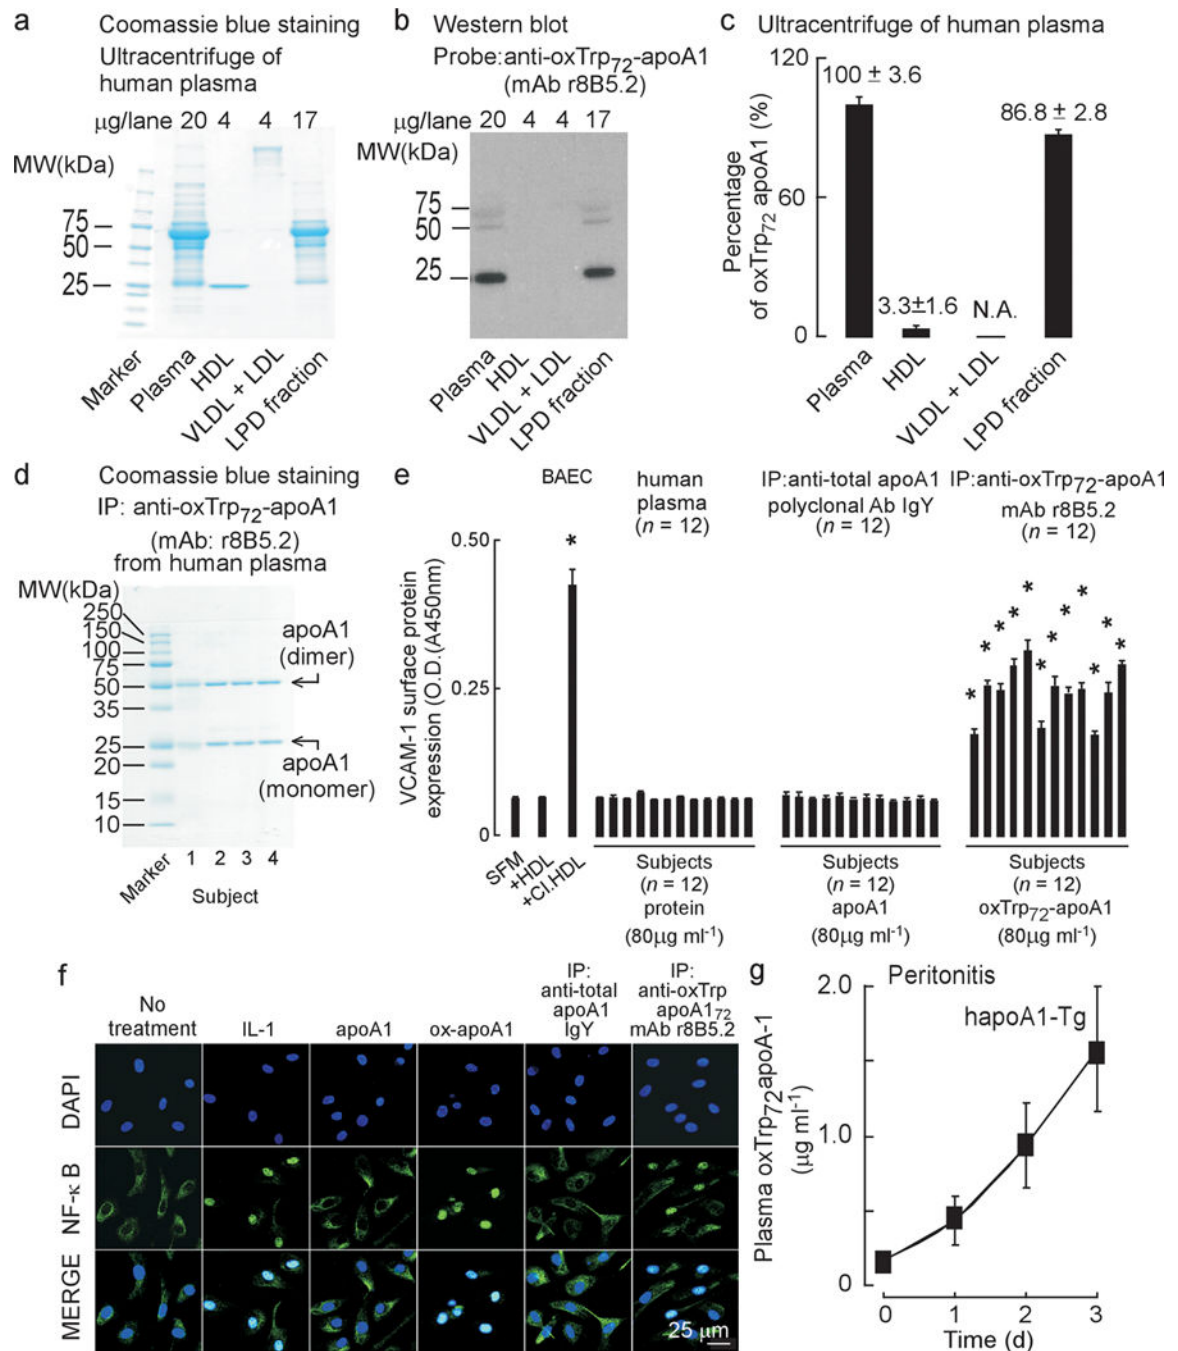 a
Coomassie blue staining
Ultracentrifuge of
human plasma
μg/lane 20 4 4 17
MW(kDa)
75
50
25
Marker
Plasma
HDL
VLDL + LDL
LPD fraction
b
Western blot
Probe:anti-oxTrp72-apoA1
(mAb r8B5.2)
μg/lane 20 4 4 17
MW(kDa)
75
50
25
Plasma
HDL
VLDL + LDL
LPD fraction
c
Ultracentrifuge of human plasma
Percentage
of oxTrp72 apoA1 (%)
120
60
0
100 ± 3.6
3.3±1.6
N.A.
86.8 ± 2.8
Plasma
HDL
VLDL + LDL
LPD fraction
d
Coomassie blue staining
IP: anti-oxTrp72-apoA1
(mAb: r8B5.2)
from human plasma
MW(kDa)
250
150
100
75
50
35
25
20
15
10
apoA1
(dimer)
apoA1
(monomer)
Marker
1 2 3 4
Subject
e
BAEC
human
plasma
(n = 12)
IP:anti-total apoA1
polyclonal Ab IgY
(n = 12)
IP:anti-oxTrp72-apoA1
mAb r8B5.2
(n = 12)
VCAM-1 surface protein
expression (O.D.(A450nm)
0.50
0.25
0
*
* * * * * * * * * * * *
SFM
+HDL
+Cl.HDL
Subjects
(n = 12)
protein
(80μg ml-1)
Subjects
(n = 12)
apoA1
(80μg ml-1)
Subjects
(n = 12)
oxTrp72-apoA1
(80μg ml-1)
f
No
treatment
IL-1
apoA1
ox-apoA1
IP:
anti-total
apoA1
IgY
IP:
anti-oxTrp
apoA172
mAb r8B5.2
DAPI
NF-κ B
MERGE
25 μm
g
Peritonitis
hapoA1-Tg
Plasma oxTrp72apoA-1
(μg ml-1)
2.0
1.0
0
0 1 2 3
Time (d)